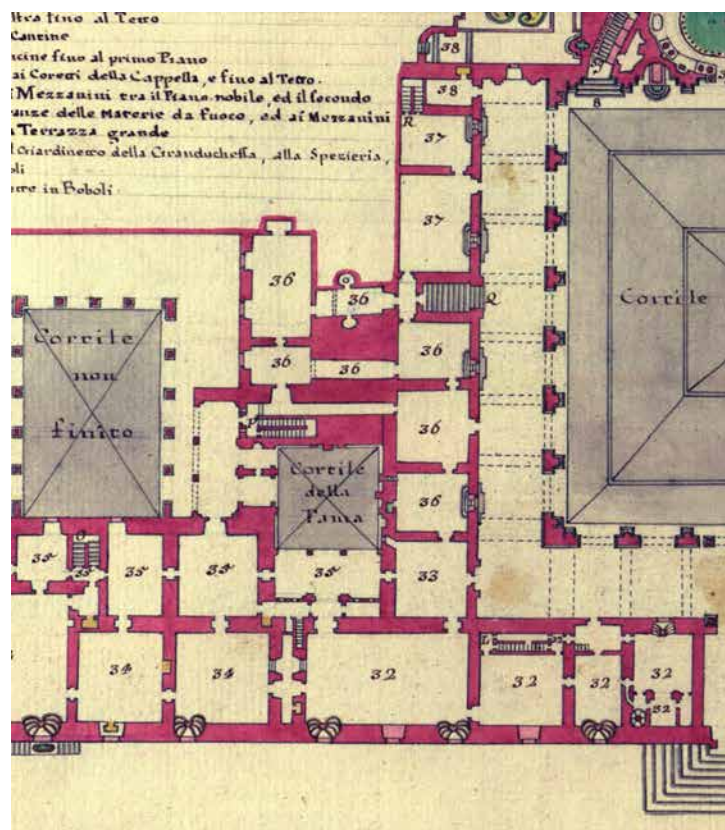 ltra fino al Tetto
Cantine
ucine fino al primo Piano
ai Coretti della Cappella, e fino al Tetto.
i Mezzanini tra il Piano nobile, ed il secondo
anze delle Materie da fuoco, ed ai Mezzanini
a Terrazza grande
l Giardinetto della Granduchessa, alla Spezieria,
oli
etto in Boboli
38
38
R
37
8
37
36
36
Q
Cortile
Cortile
non
finito
36
36
36
36
P
Cortile
della
Fama
36
35
35
35
35
35
33
34
34
32
L
32
32
32
32